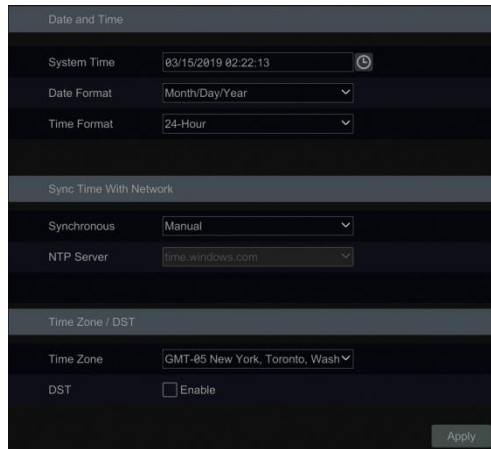 Date and Time
System Time 03/15/2019 02:22:13
Date Format Month/Day/Year
Time Format 24-Hour
Sync Time With Network
Synchronous Manual
NTP Server time.windows.com
Time Zone / DST
Time Zone GMT-05 New York, Toronto, Wash
DST Enable
Apply